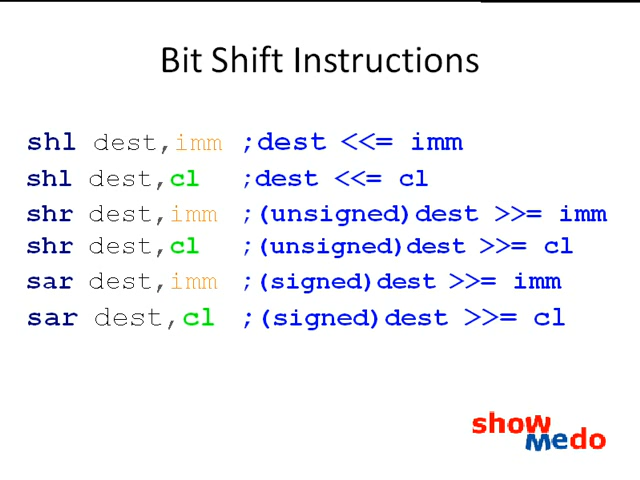 Bit Shift Instructions
shl dest,imm ;dest <<= imm
shl dest,cl ;dest <<= cl
shr dest,imm ;(unsigned)dest >>= imm
shr dest,cl ;(unsigned)dest >>= cl
sar dest,imm ;(signed)dest >>= imm
sar dest,cl ;(signed)dest >>= cl
show
medo